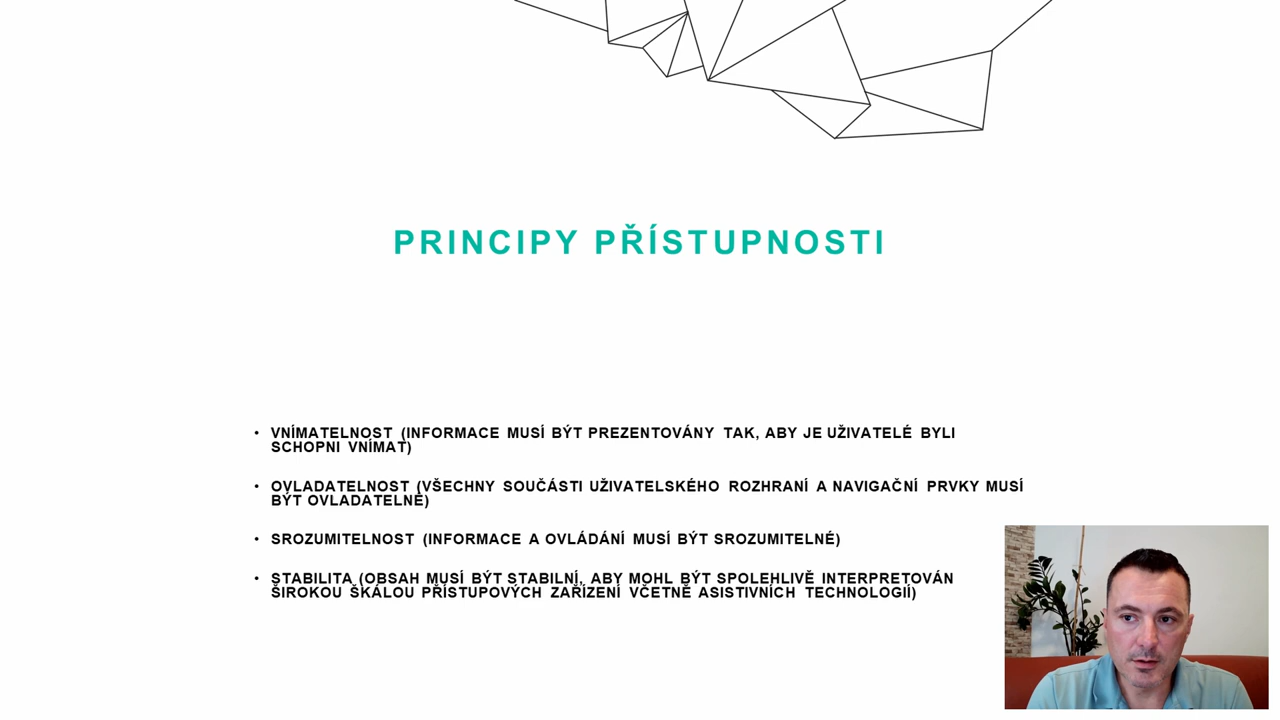 PRINCIPY PŘÍSTUPNOSTI
• VNÍMATELNOST (INFORMACE MUSÍ BÝT PREZENTOVÁNY TAK, ABY JE UŽIVATELÉ BYLI
SCHOPNI VNÍMAT)
• OVLADATELNOST (VŠECHNY SOUČÁSTI UŽIVATELSKÉHO ROZHRANÍ A NAVIGAČNÍ PRVKY MUSÍ
BÝT OVLADATELNÉ)
• SROZUMITELNOST (INFORMACE A OVLÁDÁNÍ MUSÍ BÝT SROZUMITELNÉ)
• STABILITA (OBSAH MUSÍ BÝT STABILNÍ, ABY MOHL BÝT SPOLEHLIVĚ INTERPRETOVÁN
ŠIROKOU ŠKÁLOU PŘÍSTUPOVÝCH ZAŘÍZENÍ VČETNĚ ASISTIVNÍCH TECHNOLOGIÍ)